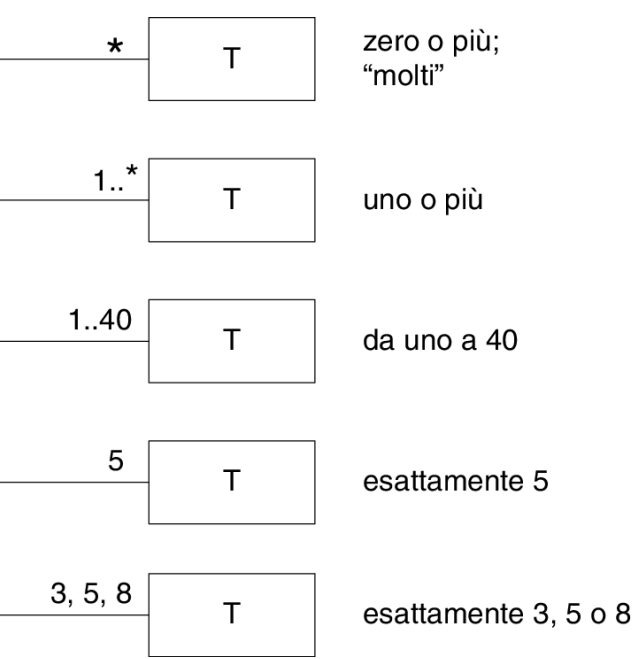 * T zero o più;
“molti”
1..* T uno o più
1..40 T da uno a 40
5 T esattamente 5
3, 5, 8 T esattamente 3, 5 o 8